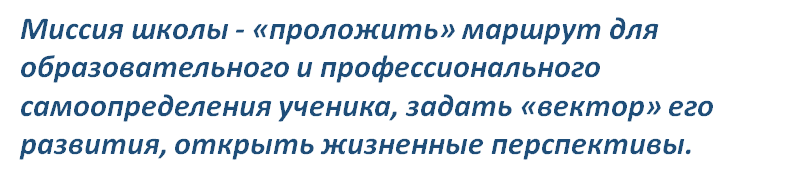 Миссия школы - «проложить» маршрут для
образовательного и профессионального
самоопределения ученика, задать «вектор» его
развития, открыть жизненные перспективы.